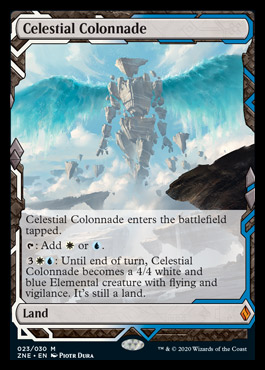 Celestial Colonnade
Celestial Colonnade enters the battlefield
tapped.
: Add or .
3 : Until end of turn, Celestial
Colonnade becomes a 4/4 white and
blue Elemental creature with flying and
vigilance. It's still a land.
Land
023/030 M
ZNE • EN Piotr Dura
™ & © 2020 Wizards of the Coast